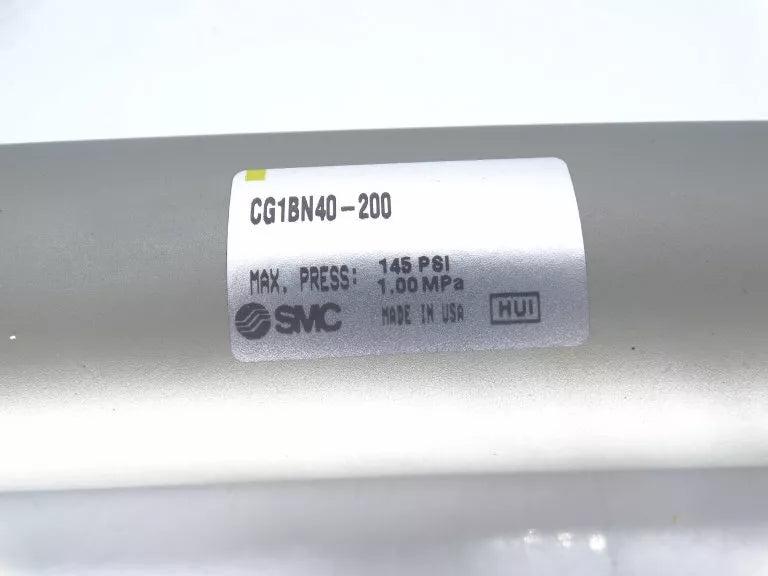 CG1BN40-200
MAX. PRESS: 145 PSI
1.00 MPa
SMC MADE IN USA HUI